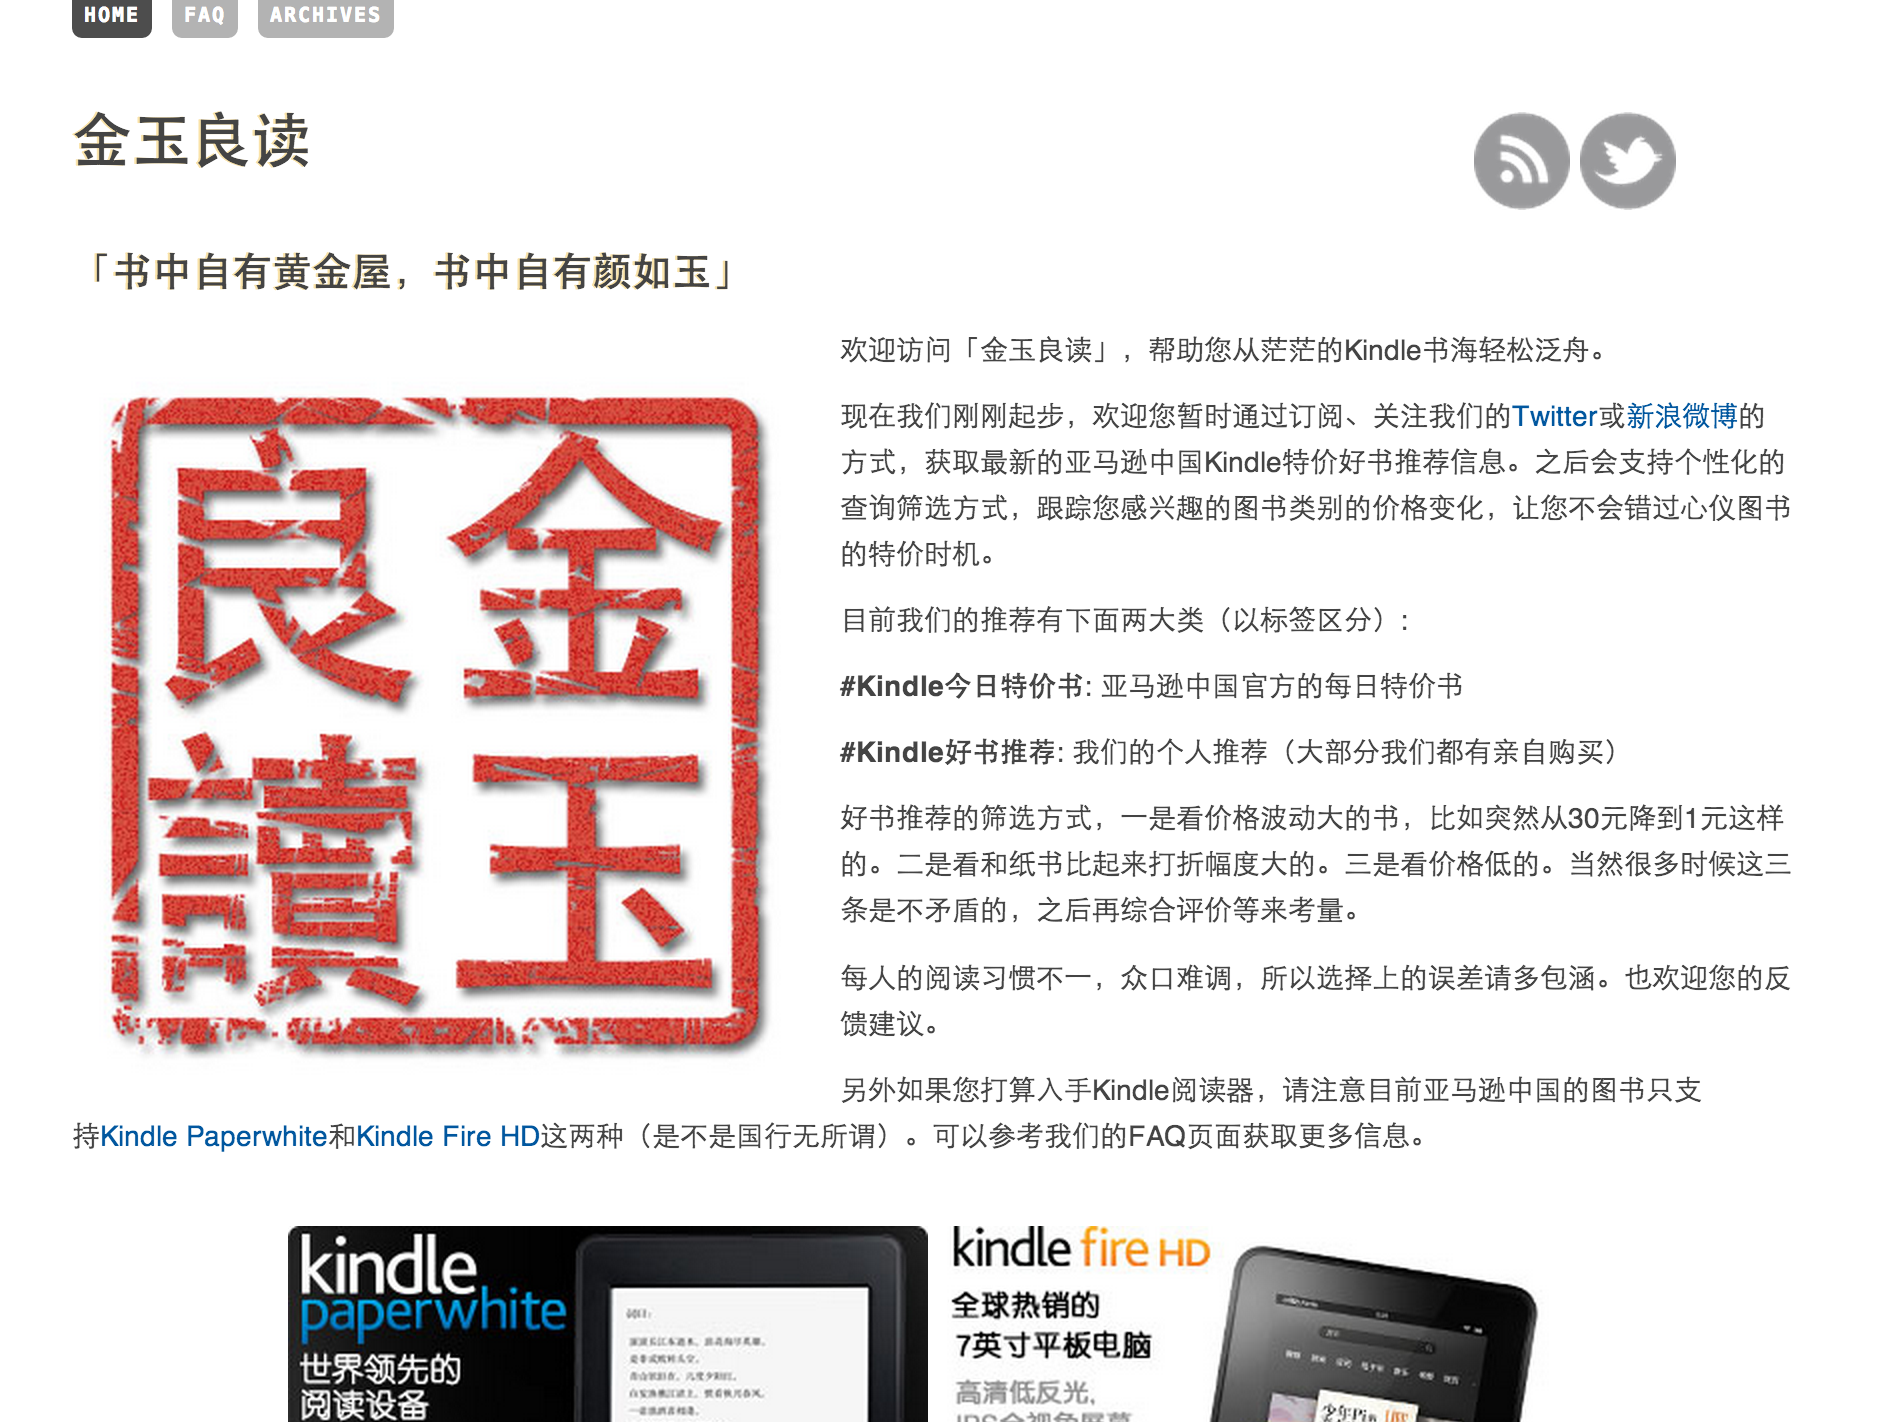 HOME FAQ ARCHIVES
金玉良读
「书中自有黄金屋，书中自有颜如玉」
金玉
良讀
欢迎访问「金玉良读」，帮助您从茫茫的Kindle书海轻松泛舟。
现在我们刚刚起步，欢迎您暂时通过订阅、关注我们的Twitter或新浪微博的
方式，获取最新的亚马逊中国Kindle特价好书推荐信息。之后会支持个性化的
查询筛选方式，跟踪您感兴趣的图书类别的价格变化，让您不会错过心仪图书
的特价时机。
目前我们的推荐有下面两大类（以标签区分）:
#Kindle今日特价书: 亚马逊中国官方的每日特价书
#Kindle好书推荐: 我们的个人推荐（大部分我们都有亲自购买）
好书推荐的筛选方式，一是看价格波动大的书，比如突然从30元降到1元这样
的。二是看和纸书比起来打折幅度大的。三是看价格低的。当然很多时候这三
条是不矛盾的，之后再综合评价等来考量。
每人的阅读习惯不一，众口难调，所以选择上的误差请多包涵。也欢迎您的反
馈建议。
另外如果您打算入手Kindle阅读器，请注意目前亚马逊中国的图书只支
持Kindle Paperwhite和Kindle Fire HD这两种（是不是国行无所谓）。可以参考我们的FAQ页面获取更多信息。
kindle
paperwhite
世界领先的
阅读设备
kindle fire HD
全球热销的
7英寸平板电脑
高清低反光，